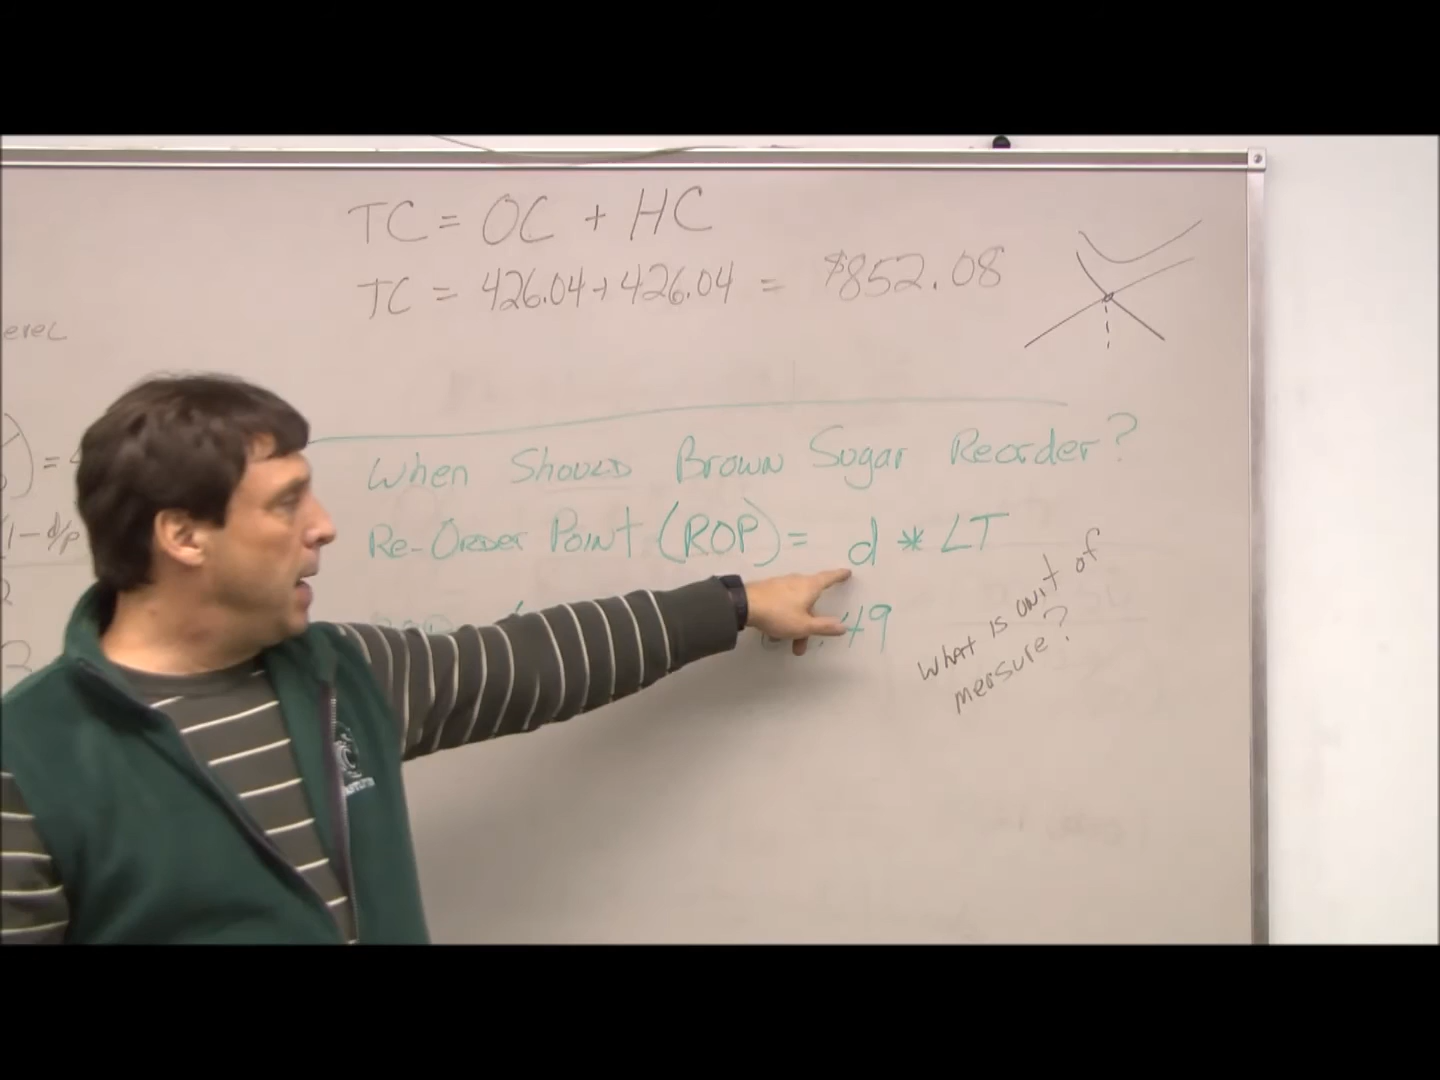 TC = OC + HC
TC = 426.04 + 426.04 = $852.08
When Should Brown Sugar Reorder?
Re-Order Point (ROP) = d * LT
49
What is unit of
measure?
(1-d/p